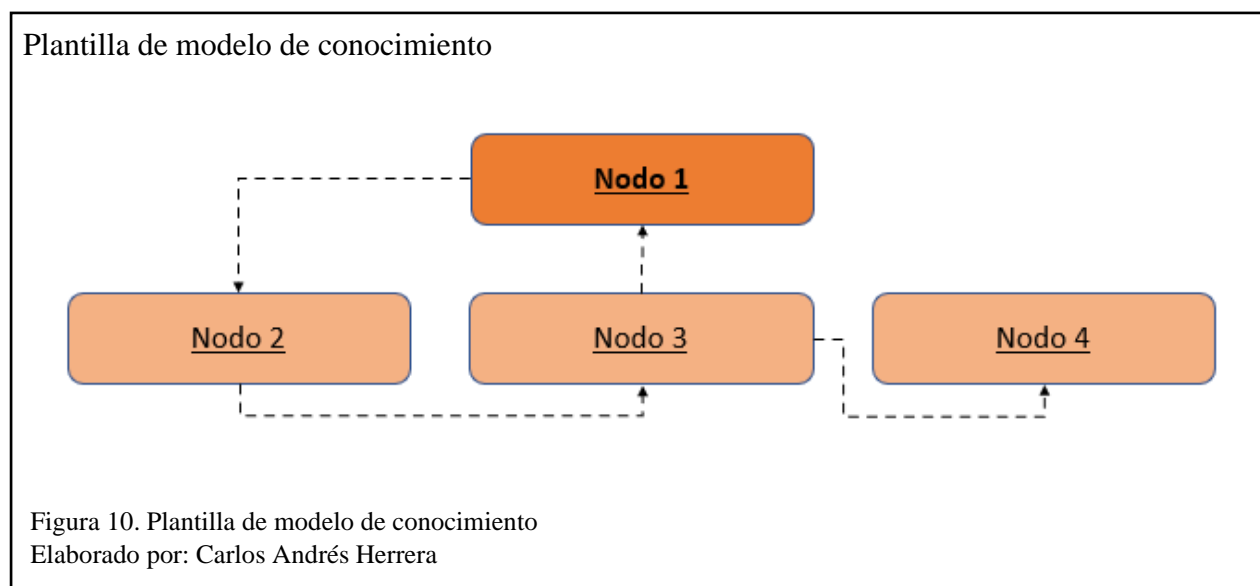 Plantilla de modelo de conocimiento
Nodo 1
Nodo 2
Nodo 3
Nodo 4
Figura 10. Plantilla de modelo de conocimiento
Elaborado por: Carlos Andrés Herrera